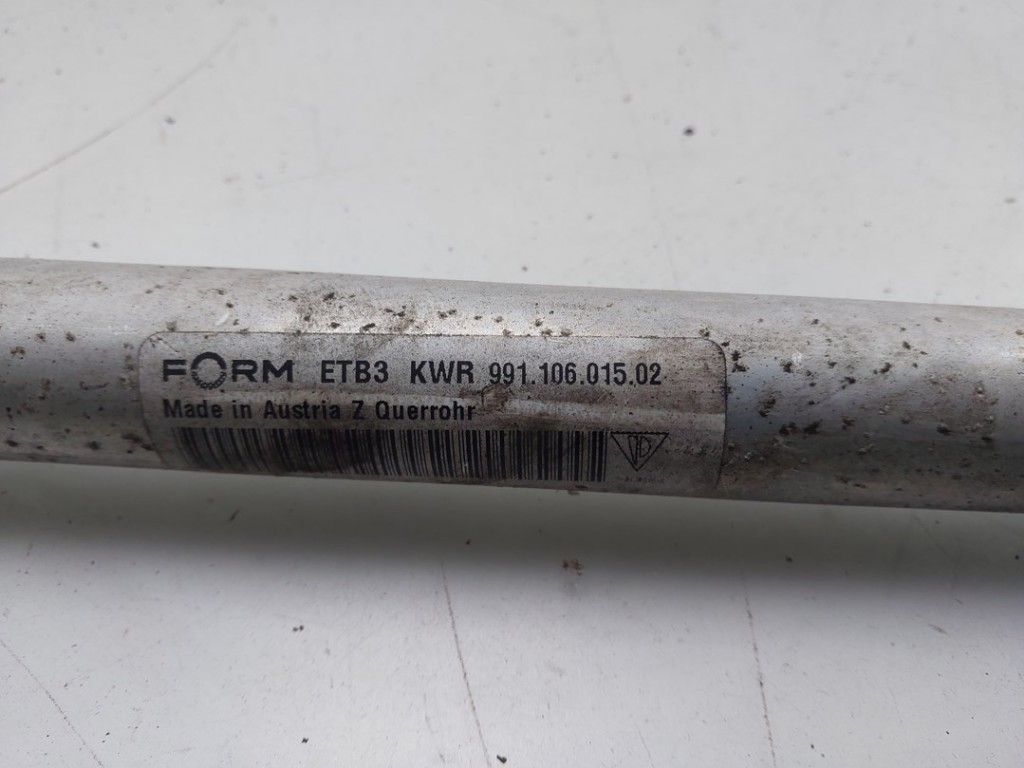 FORM ETB3 KWR 991.106.015.02
Made in Austria Z Querrohr